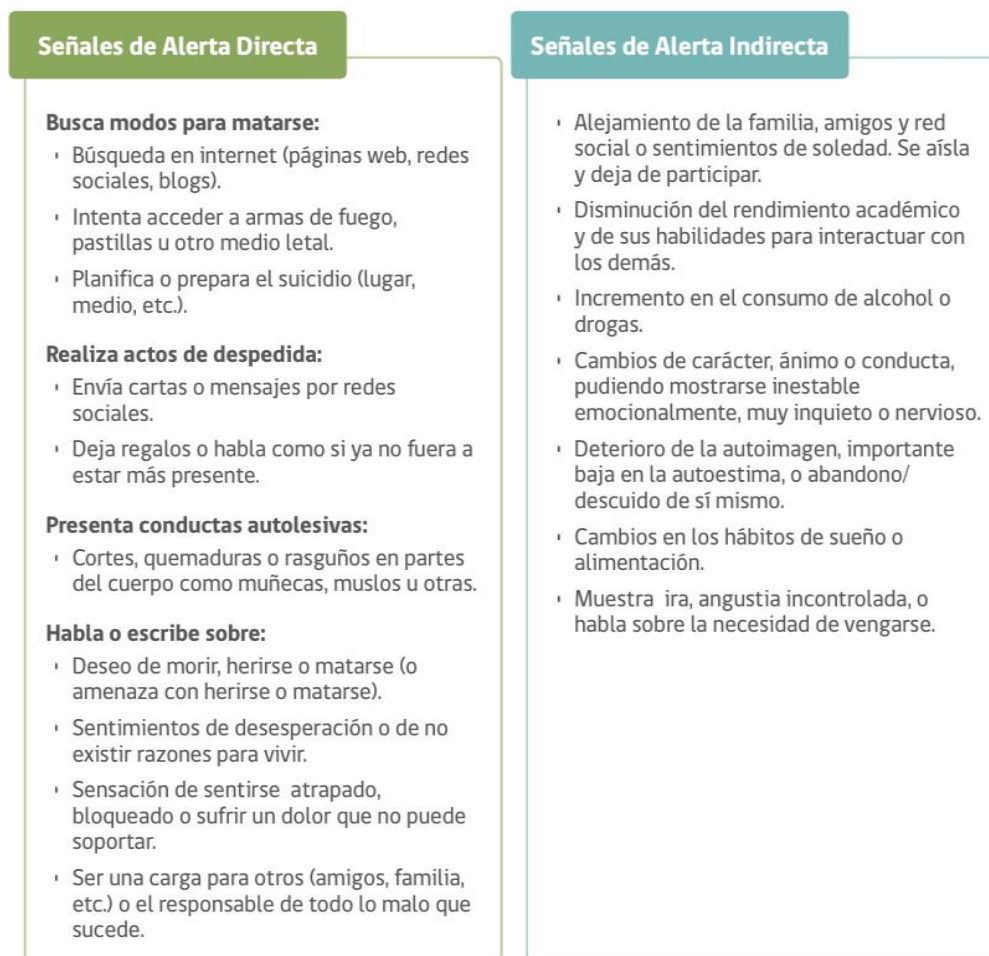 Señales de Alerta Directa
Busca modos para matarse:
Búsqueda en internet (páginas web, redes
sociales, blogs).
Intenta acceder a armas de fuego,
pastillas u otro medio letal.
Planifica o prepara el suicidio (lugar,
medio, etc.).
Realiza actos de despedida:
Envía cartas o mensajes por redes
sociales.
Deja regalos o habla como si ya no fuera a
estar más presente.
Presenta conductas autolesivas:
Cortes, quemaduras o rasguños en partes
del cuerpo como muñecas, muslos u otras.
Habla o escribe sobre:
Deseo de morir, herirse o matarse (o
amenaza con herirse o matarse).
Sentimientos de desesperación o de no
existir razones para vivir.
Sensación de sentirse atrapado,
bloqueado o sufrir un dolor que no puede
soportar.
Ser una carga para otros (amigos, familia,
etc.) o el responsable de todo lo malo que
sucede.
Señales de Alerta Indirecta
Alejamiento de la familia, amigos y red
social o sentimientos de soledad. Se aísla
y deja de participar.
Disminución del rendimiento académico
y de sus habilidades para interactuar con
los demás.
Incremento en el consumo de alcohol o
drogas.
Cambios de carácter, ánimo o conducta,
pudiendo mostrarse inestable
emocionalmente, muy inquieto o nervioso.
Deterioro de la autoimagen, importante
baja en la autoestima, o abandono/
descuido de sí mismo.
Cambios en los hábitos de sueño o
alimentación.
Muestra ira, angustia incontrolada, o
habla sobre la necesidad de vengarse.